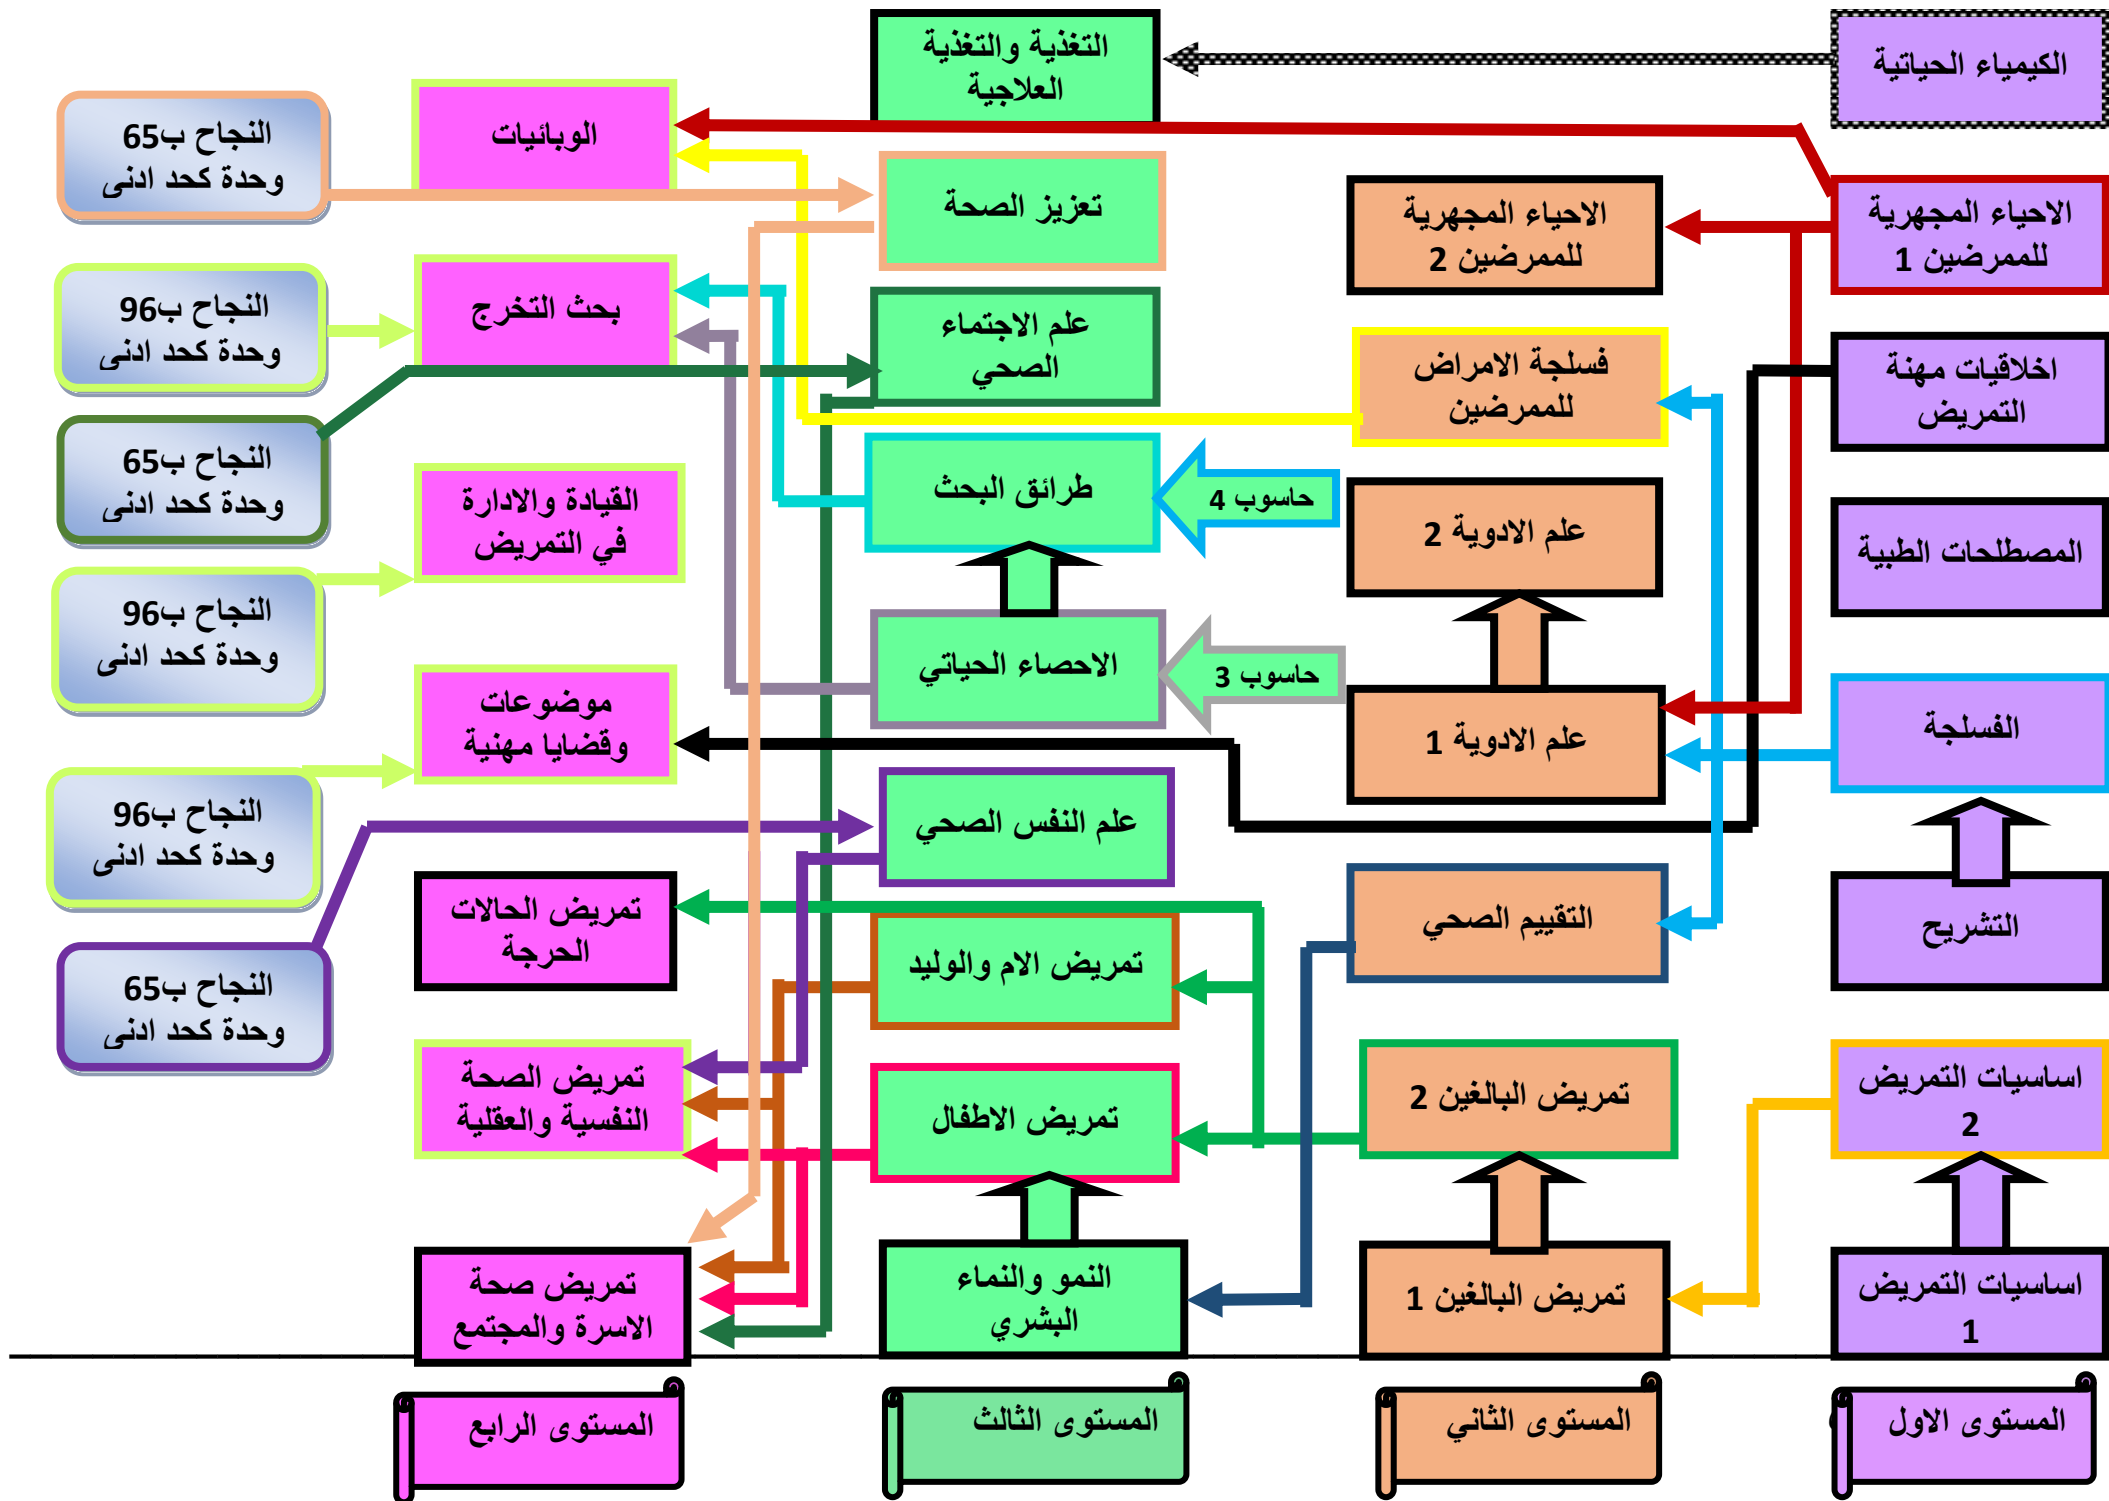 الكيمياء الحياتية
الاحياء المجهرية
للممرضين 1
اخلاقيات مهنة
التمريض
المصطلحات الطبية
الفسلجة
التشريح
اساسيات التمريض
2
اساسيات التمريض
1
المستوى الاول
الاحياء المجهرية
للممرضين 2
فسلجة الامراض
للممرضين
علم الادوية 2
علم الادوية 1
التقييم الصحي
تمريض البالغين 2
تمريض البالغين 1
المستوى الثاني
حاسوب 4
حاسوب 3
التغذية والتغذية
العلاجية
تعزيز الصحة
علم الاجتماء
الصحي
طرائق البحث
الاحصاء الحياتي
علم النفس الصحي
تمريض الام والوليد
تمريض الاطفال
النمو والنماء
البشري
المستوى الثالث
الوبائيات
بحث التخرج
القيادة والادارة
في التمريض
موضوعات
وقضايا مهنية
تمريض الحالات
الحرجة
تمريض الصحة
النفسية والعقلية
تمريض صحة
الاسرة والمجتمع
المستوى الرابع
النجاح ب65
وحدة كحد ادنى
النجاح ب96
وحدة كحد ادنى
النجاح ب65
وحدة كحد ادنى
النجاح ب96
وحدة كحد ادنى
النجاح ب96
وحدة كحد ادنى
النجاح ب65
وحدة كحد ادنى